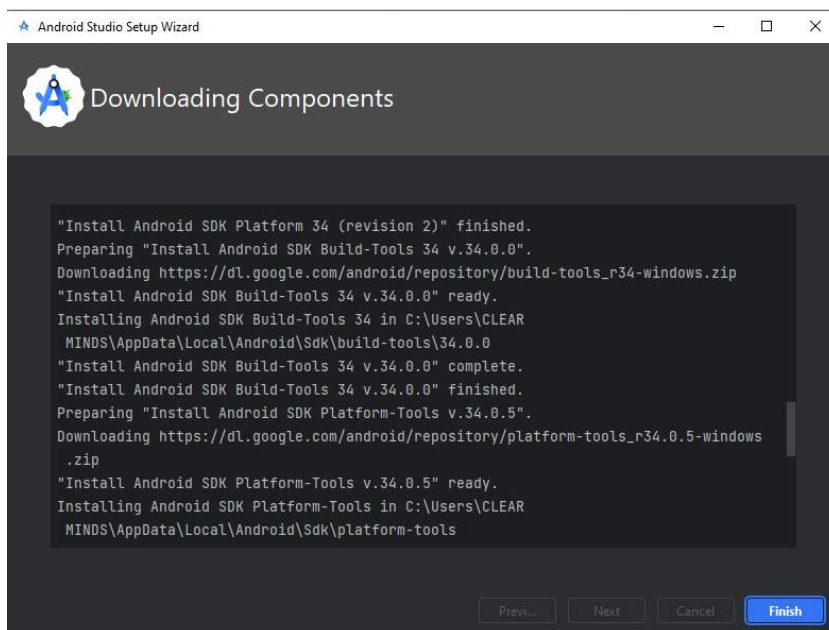 Android Studio Setup Wizard
Downloading Components
"Install Android SDK Platform 34 (revision 2)" finished.
Preparing "Install Android SDK Build-Tools 34 v.34.0.0".
Downloading https://dl.google.com/android/repository/build-tools_r34-windows.zip
"Install Android SDK Build-Tools 34 v.34.0.0" ready.
Installing Android SDK Build-Tools 34 in C:\Users\CLEAR
MINDS\AppData\Local\Android\Sdk\build-tools\34.0.0
"Install Android SDK Build-Tools 34 v.34.0.0" complete.
"Install Android SDK Build-Tools 34 v.34.0.0" finished.
Preparing "Install Android SDK Platform-Tools v.34.0.5".
Downloading https://dl.google.com/android/repository/platform-tools_r34.0.5-windows
.zip
"Install Android SDK Platform-Tools v.34.0.5" ready.
Installing Android SDK Platform-Tools in C:\Users\CLEAR
MINDS\AppData\Local\Android\Sdk\platform-tools
Previ... Next Cancel Finish